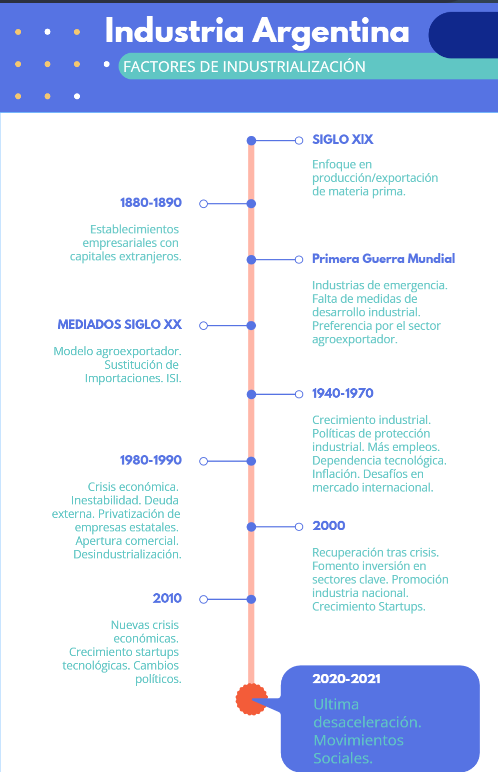 Industria Argentina
FACTORES DE INDUSTRIALIZACIÓN
SIGLO XIX
Enfoque en
producción/exportación
de materia prima.
1880-1890
Establecimientos
empresariales con
capitales extranjeros.
Primera Guerra Mundial
Industrias de emergencia.
Falta de medidas de
desarrollo industrial.
Preferencia por el sector
agroexportador.
MEDIADOS SIGLO XX
Modelo agroexportador.
Sustitución de
Importaciones. ISI.
1940-1970
Crecimiento industrial.
Políticas de protección
industrial. Más empleos.
Dependencia tecnológica.
Inflación. Desafíos en
mercado internacional.
1980-1990
Crisis económica.
Inestabilidad. Deuda
externa. Privatización de
empresas estatales.
Apertura comercial.
Desindustrialización.
2000
Recuperación tras crisis.
Fomento inversión en
sectores clave. Promoción
industria nacional.
Crecimiento Startups.
2010
Nuevas crisis
económicas.
Crecimiento startups
tecnológicas. Cambios
políticos.
2020-2021
Ultima
desaceleración.
Movimientos
Sociales.